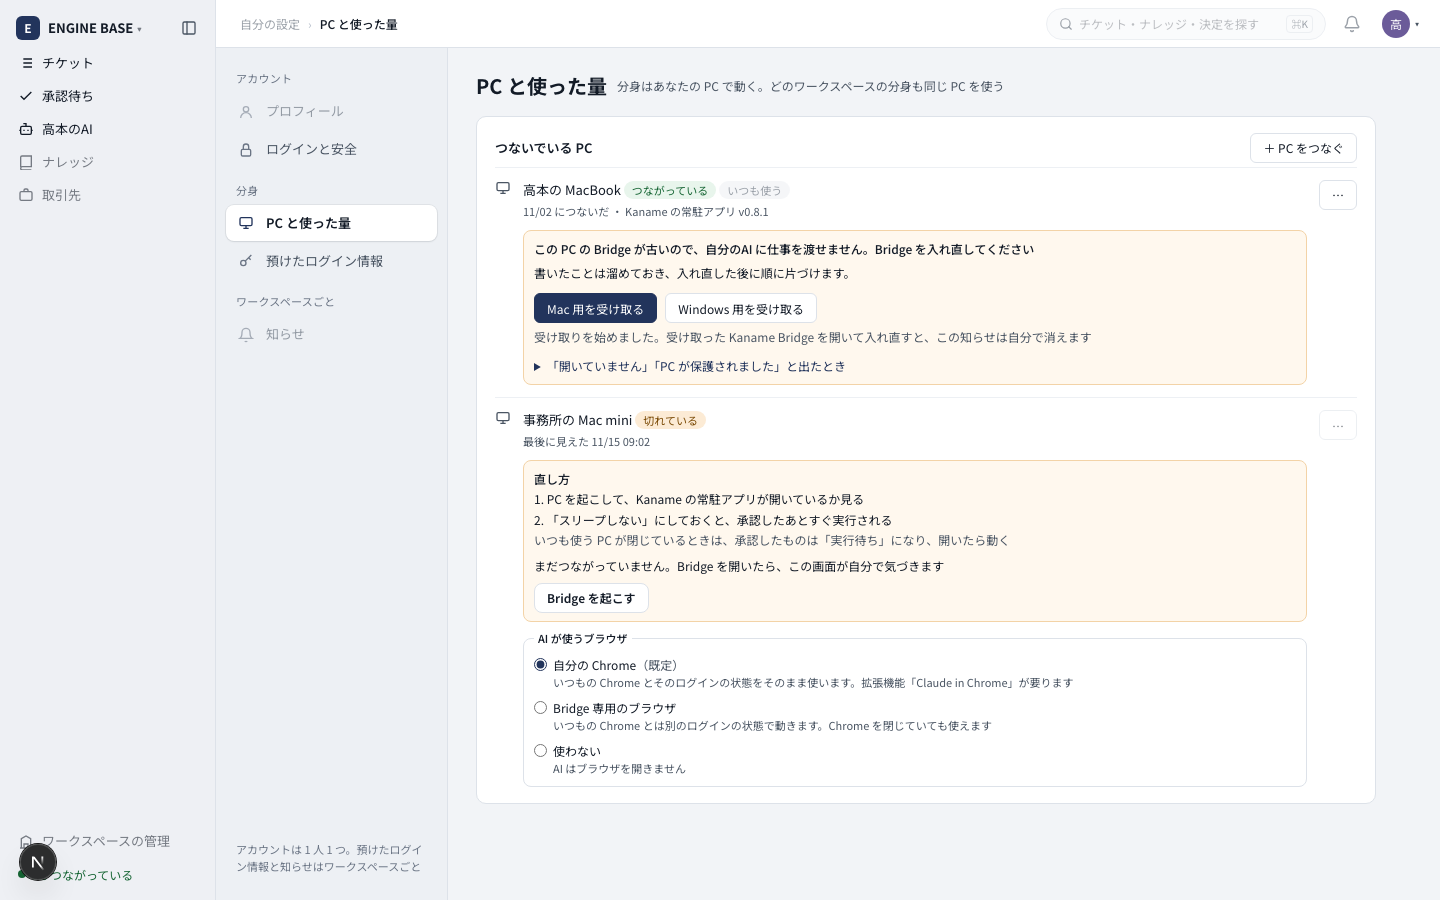 E ENGINE BASE
チケット
承認待ち
高本のAI
ナレッジ
取引先
ワークスペースの管理
つながっている
N
自分の設定 › PC と使った量
チケット・ナレッジ・決定を探す ⌘K
高
アカウント
プロフィール
ログインと安全
分身
PC と使った量
預けたログイン情報
ワークスペースごと
知らせ
アカウントは 1 人 1 つ。預けたログイ
ン情報と知らせはワークスペースごと
PC と使った量 分身はあなたの PC で動く。どのワークスペースの分身も同じ PC を使う
つないでいる PC
＋ PC をつなぐ
高本の MacBook つながっている いつも使う
…
11/02 につないだ ・ Kaname の常駐アプリ v0.8.1
この PC の Bridge が古いので、自分のAI に仕事を渡せません。Bridge を入れ直してください
書いたことは溜めておき、入れ直した後に順に片づけます。
Mac 用を受け取る Windows 用を受け取る
受け取りを始めました。受け取った Kaname Bridge を開いて入れ直すと、この知らせは自分で消えます
「開いていません」「PC が保護されました」と出たとき
事務所の Mac mini 切れている
…
最後に見えた 11/15 09:02
直し方
1. PC を起こして、Kaname の常駐アプリが開いているか見る
2. 「スリープしない」にしておくと、承認したあとすぐ実行される
いつも使う PC が閉じているときは、承認したものは「実行待ち」になり、開いたら動く
まだつながっていません。Bridge を開いたら、この画面が自分で気づきます
Bridge を起こす
AI が使うブラウザ
自分の Chrome（既定）
いつもの Chrome とそのログインの状態をそのまま使います。拡張機能「Claude in Chrome」が要ります
Bridge 専用のブラウザ
いつもの Chrome とは別のログインの状態で動きます。Chrome を閉じていても使えます
使わない
AI はブラウザを開きません